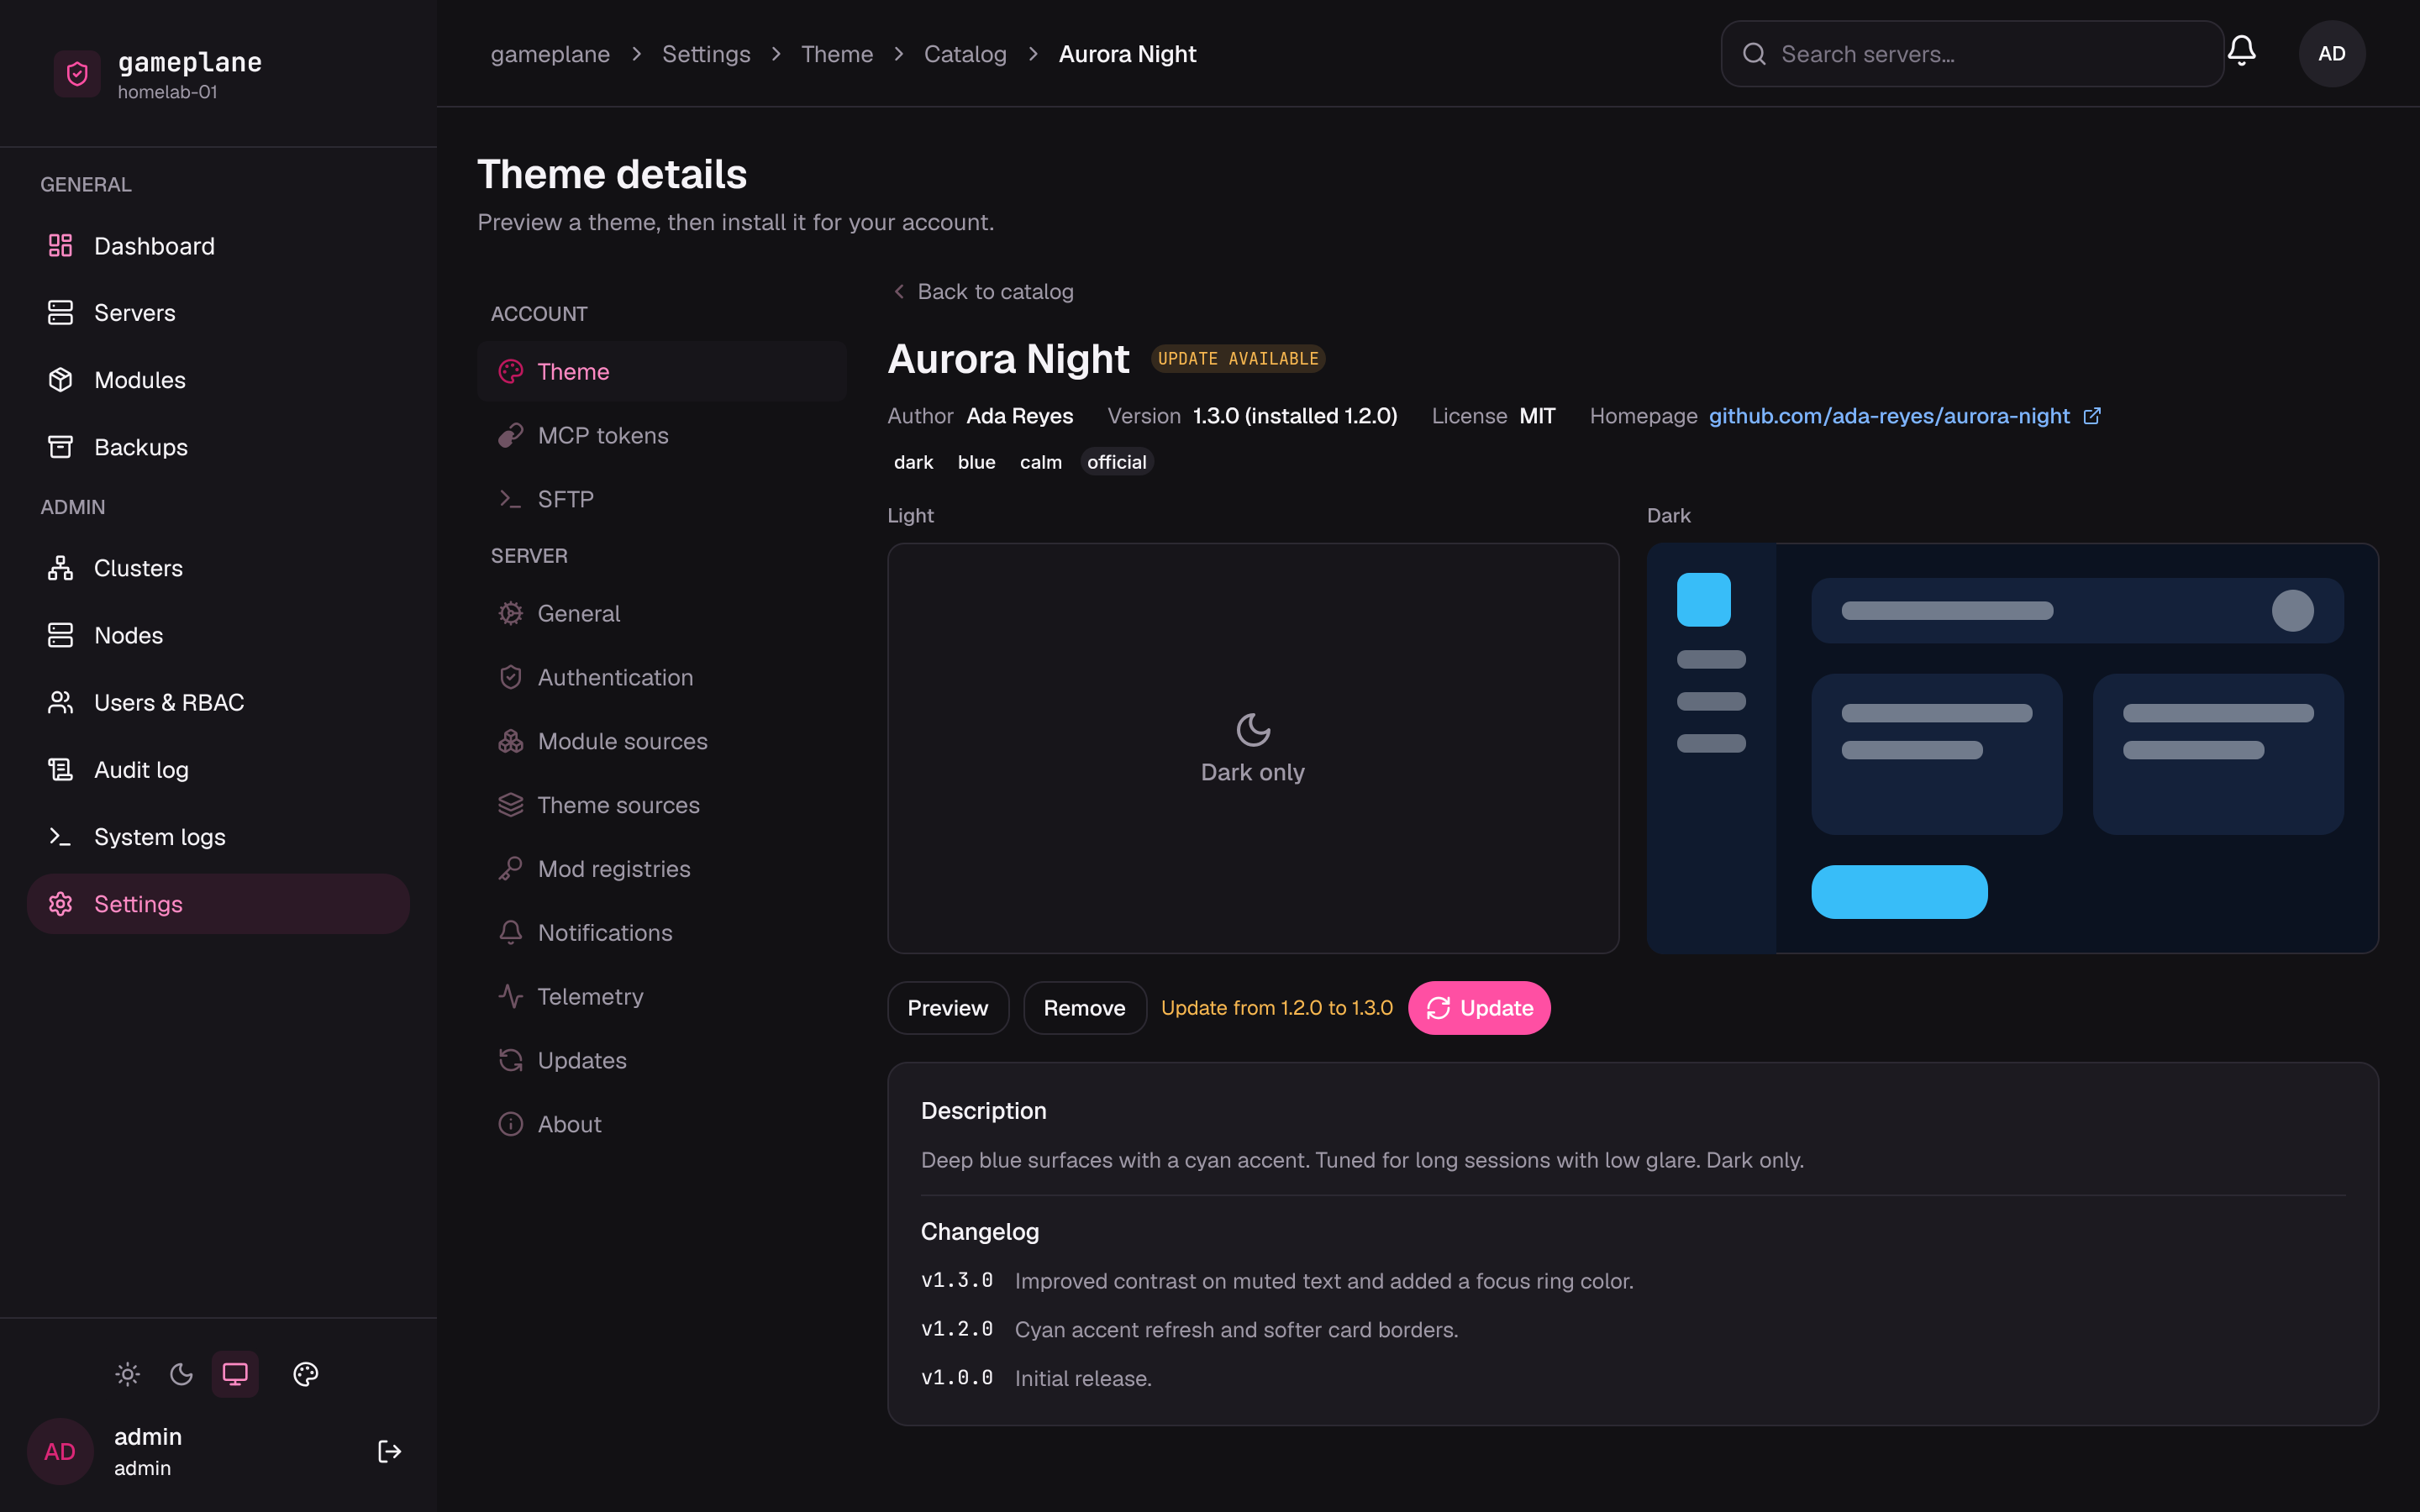 gameplane
homelab-01
GENERAL
Dashboard
Servers
Modules
Backups
ADMIN
Clusters
Nodes
Users & RBAC
Audit log
System logs
Settings
AD
admin
admin
gameplane > Settings > Theme > Catalog > Aurora Night
Search servers...
AD
Theme details
Preview a theme, then install it for your account.
ACCOUNT
Theme
MCP tokens
SFTP
SERVER
General
Authentication
Module sources
Theme sources
Mod registries
Notifications
Telemetry
Updates
About
Back to catalog
Aurora Night UPDATE AVAILABLE
Author Ada Reyes Version 1.3.0 (installed 1.2.0) License MIT Homepage github.com/ada-reyes/aurora-night
dark blue calm official
Light
Dark only
Dark
Preview Remove Update from 1.2.0 to 1.3.0 Update
Description
Deep blue surfaces with a cyan accent. Tuned for long sessions with low glare. Dark only.
Changelog
v1.3.0 Improved contrast on muted text and added a focus ring color.
v1.2.0 Cyan accent refresh and softer card borders.
v1.0.0 Initial release.